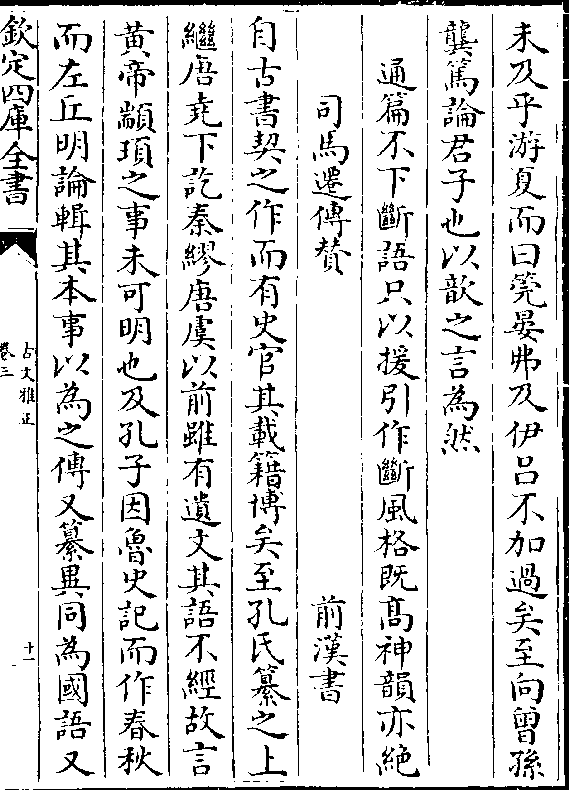 未及乎游夏而曰筦晏弗及伊吕不加過矣至向曽孫
龔篤論君子也以歆之言為然
通篇不下斷語只以援引作斷風格既髙神韻亦絶
司馬遷傳賛
前漢書
自古書契之作而有史官其載籍博矣至孔氏纂之上
繼唐堯下訖秦繆唐虞以前雖有遺文其語不經故言
黄帝顓頊之事未可明也及孔子因魯史記而作春秋
而左丘明論輯其本事以為之傳又纂異同為國語又
欽定四庫全書
古文雅正
卷三
十一